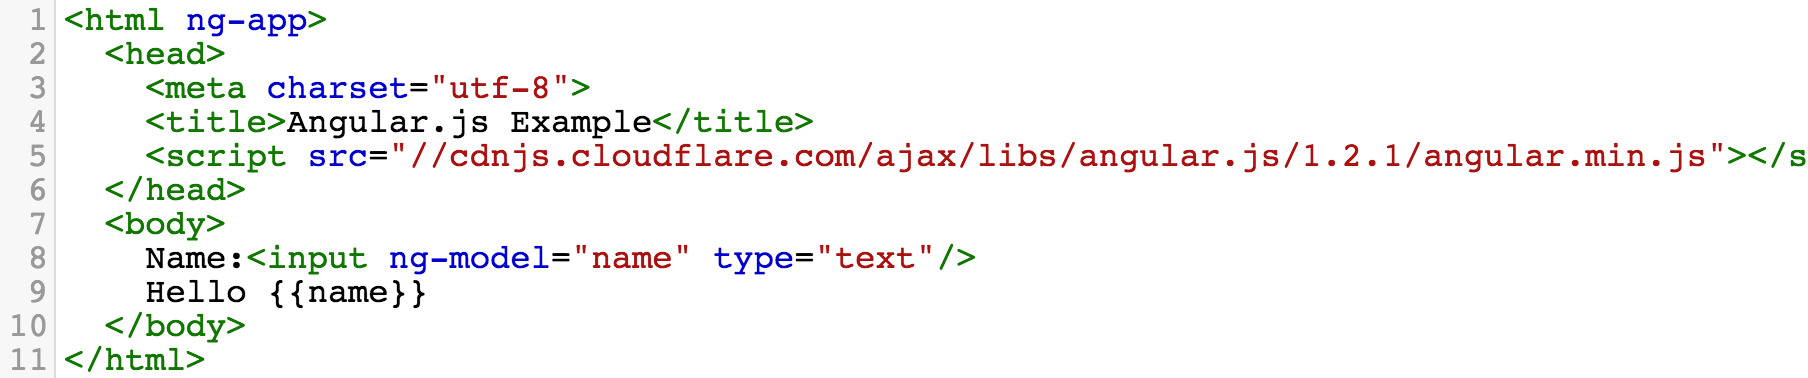 1 <html ng-app>
2   <head>
3     <meta charset="utf-8">
4     <title>Angular.js Example</title>
5     <script src="//cdnjs.cloudflare.com/ajax/libs/angular.js/1.2.1/angular.min.js"></s
6   </head>
7   <body>
8     Name:<input ng-model="name" type="text"/>
9     Hello {{name}}
10   </body>
11 </html>